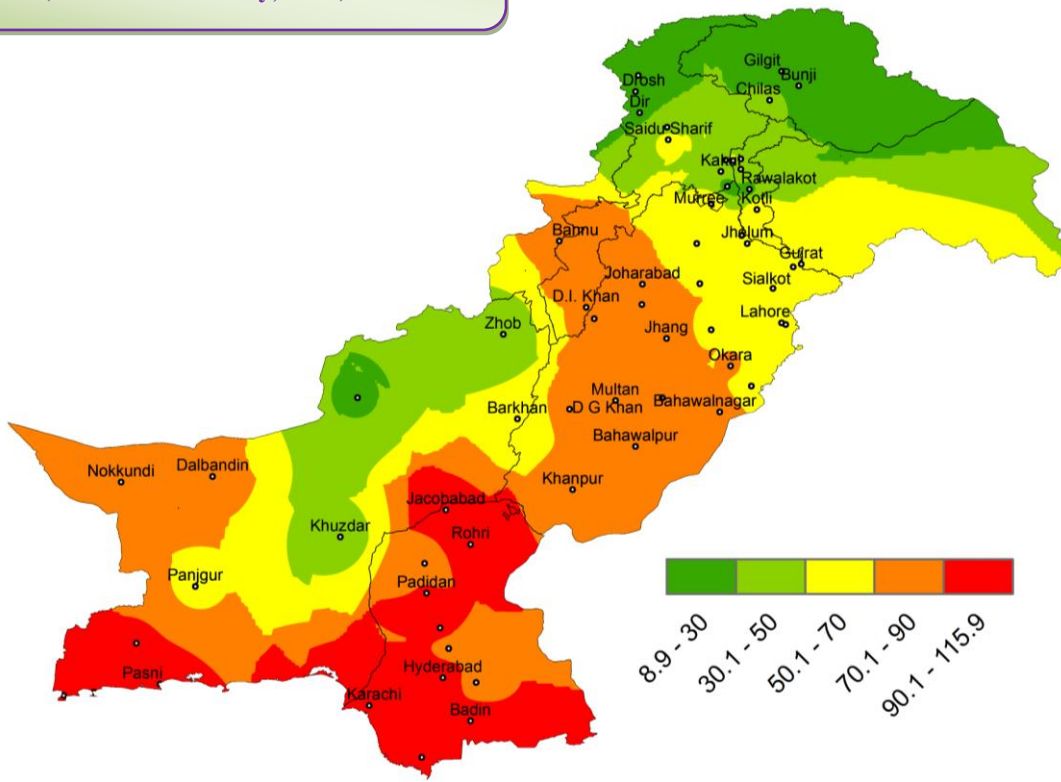 Gilgit
Bunji
Drosh
Chilas
Dir
Saidu Sharif
Rawalakot
Murree
Kotli
Bannu
Jhelum
Gujrat
Joharabad
Sialkot
D.I. Khan
Lahore
Zhob
Jhang
Okara
Multan
Barkhan
D G Khan
Bahawalnagar
Bahawalpur
Nokkundi
Dalbandin
Khanpur
Jacobabad
Khuzdar
Rohri
Panjgur
Padidan
Pasni
Hyderabad
Karachi
Badin
8.9 - 30
30.1 - 50
50.1 - 70
70.1 - 90
90.1 - 115.9